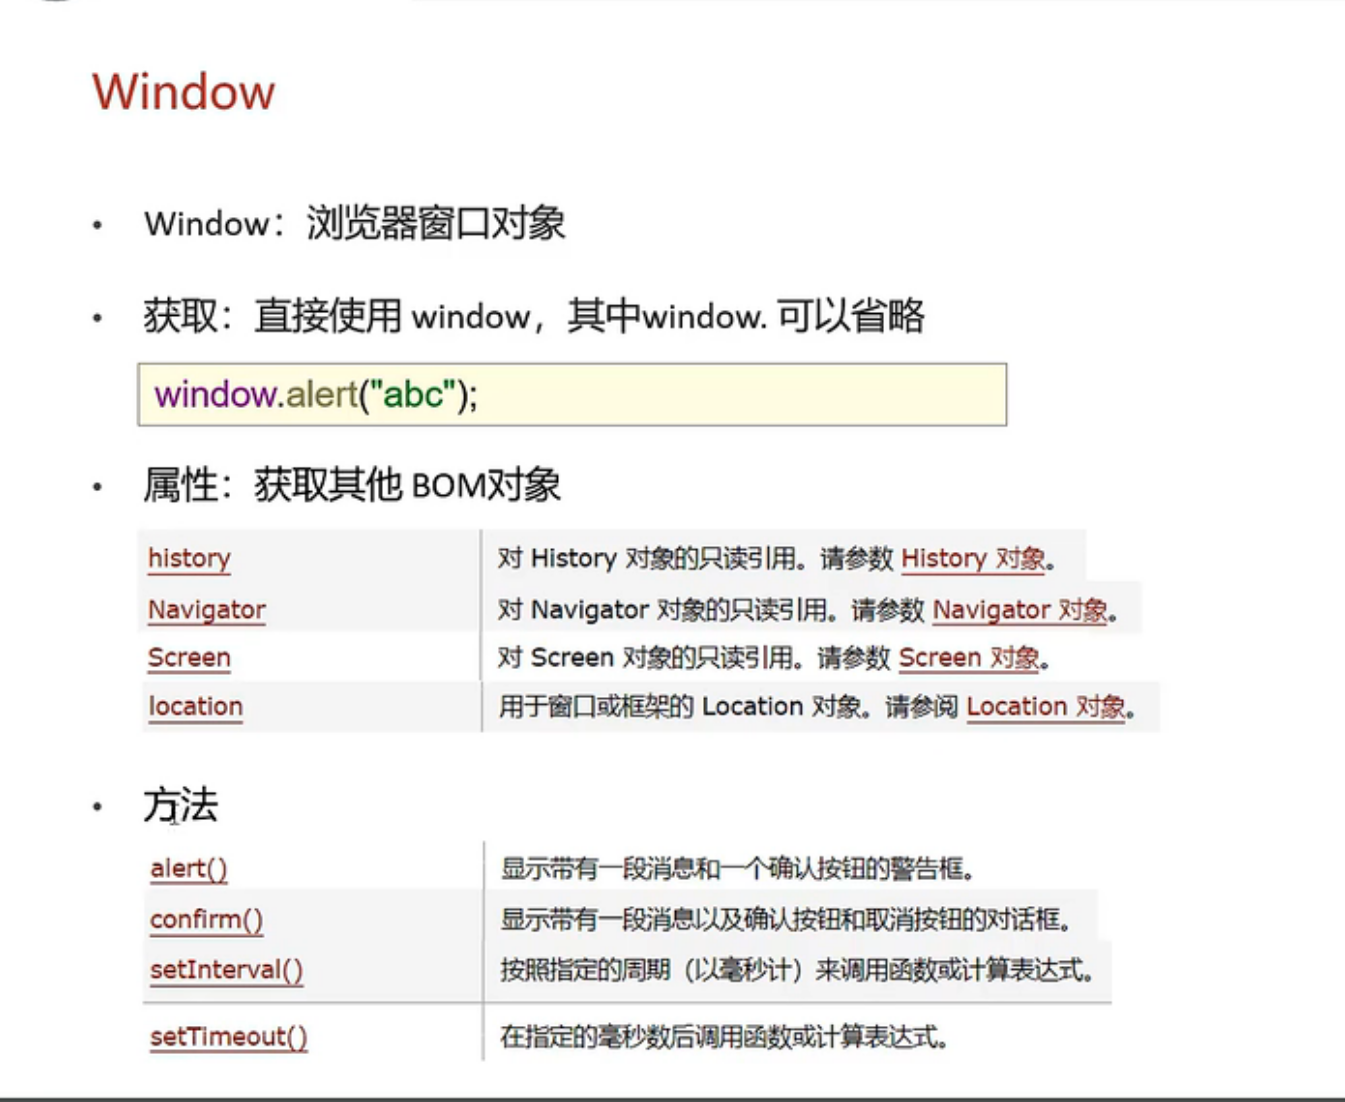 Window
• Window：浏览器窗口对象
• 获取：直接使用 window，其中window. 可以省略
window.alert("abc");
• 属性：获取其他 BOM对象
history 对 History 对象的只读引用。请参数 History 对象。
Navigator 对 Navigator 对象的只读引用。请参数 Navigator 对象。
Screen 对 Screen 对象的只读引用。请参数 Screen 对象。
location 用于窗口或框架的 Location 对象。请参阅 Location 对象。
• 方法
alert() 显示带有一段消息和一个确认按钮的警告框。
confirm() 显示带有一段消息以及确认按钮和取消按钮的对话框。
setInterval() 按照指定的周期（以毫秒计）来调用函数或计算表达式。
setTimeout() 在指定的毫秒数后调用函数或计算表达式。